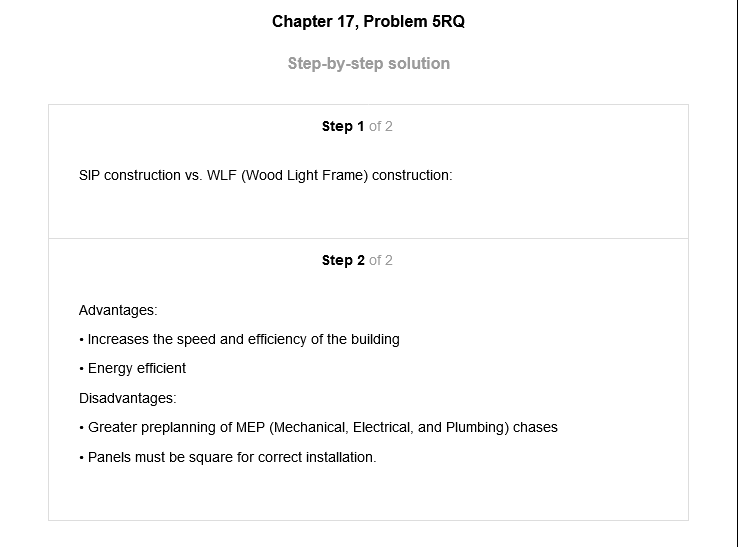 Chapter 17, Problem 5RQ
Step-by-step solution
Step 1 of 2
SIP construction vs. WLF (Wood Light Frame) construction:
Step 2 of 2
Advantages:
• Increases the speed and efficiency of the building
• Energy efficient
Disadvantages:
• Greater preplanning of MEP (Mechanical, Electrical, and Plumbing) chases
• Panels must be square for correct installation.